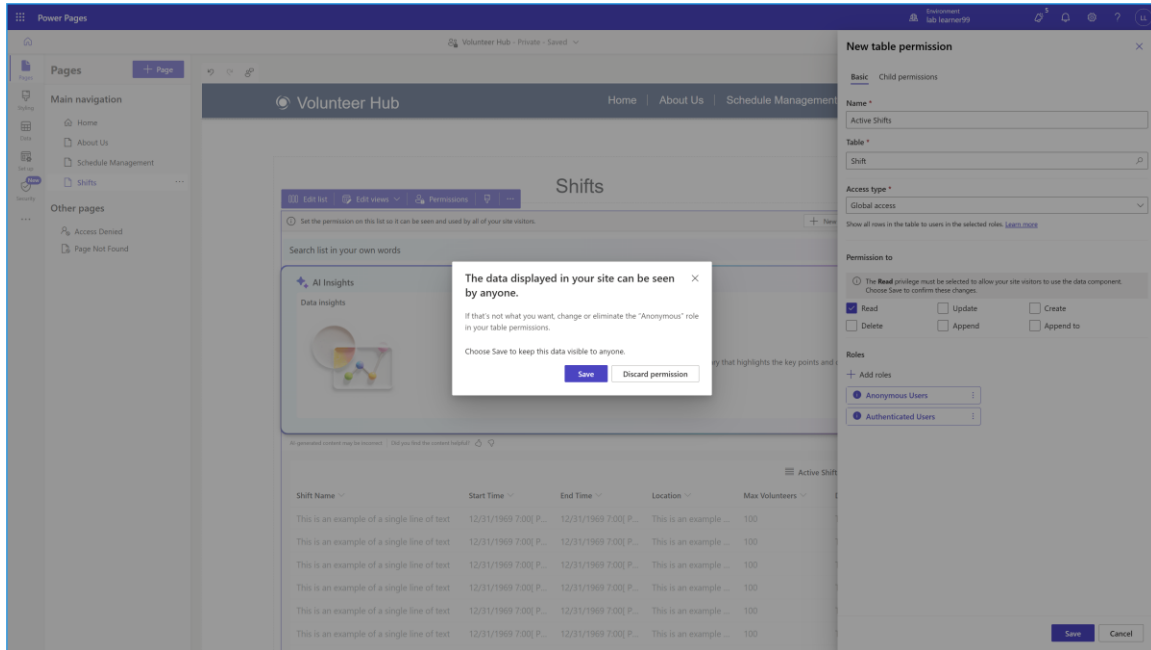 Power Pages
Environment
lab learner99
5
?
LL
Volunteer Hub - Private - Saved
Pages
Styling
Data
Set up
New
Security
Pages
+ Page
Main navigation
Home
About Us
Schedule Management
Shifts
Other pages
Access Denied
Page Not Found
Volunteer Hub
Home | About Us | Schedule Management
Shifts
Edit list
Edit views
Permissions
Set the permission on this list so it can be seen and used by all of your site visitors.
+ New
Search list in your own words
AI Insights
Data insights
ry that highlights the key points and
AI-generated content may be incorrect
Did you find the content helpful?
Active Shift
Shift Name
Start Time
End Time
Location
Max Volunteers
This is an example of a single line of text 12/31/1969 7:00[ P... 12/31/1969 7:00[ P... This is an example ... 100
This is an example of a single line of text 12/31/1969 7:00[ P... 12/31/1969 7:00[ P... This is an example ... 100
This is an example of a single line of text 12/31/1969 7:00[ P... 12/31/1969 7:00[ P... This is an example ... 100
This is an example of a single line of text 12/31/1969 7:00[ P... 12/31/1969 7:00[ P... This is an example ... 100
This is an example of a single line of text 12/31/1969 7:00[ P... 12/31/1969 7:00[ P... This is an example ... 100
This is an example of a single line of text 12/31/1969 7:00[ P... 12/31/1969 7:00[ P... This is an example ... 100
The data displayed in your site can be seen
by anyone.
If that's not what you want, change or eliminate the "Anonymous" role
in your table permissions.
Choose Save to keep this data visible to anyone.
Save
Discard permission
New table permission
Basic
Child permissions
Name *
Active Shifts
Table *
Shift
Access type *
Global access
Show all rows in the table to users in the selected roles. Learn more
Permission to
The Read privilege must be selected to allow your site visitors to use the data component.
Choose Save to confirm these changes.
Read
Update
Create
Delete
Append
Append to
Roles
+ Add roles
Anonymous Users
Authenticated Users
Save
Cancel